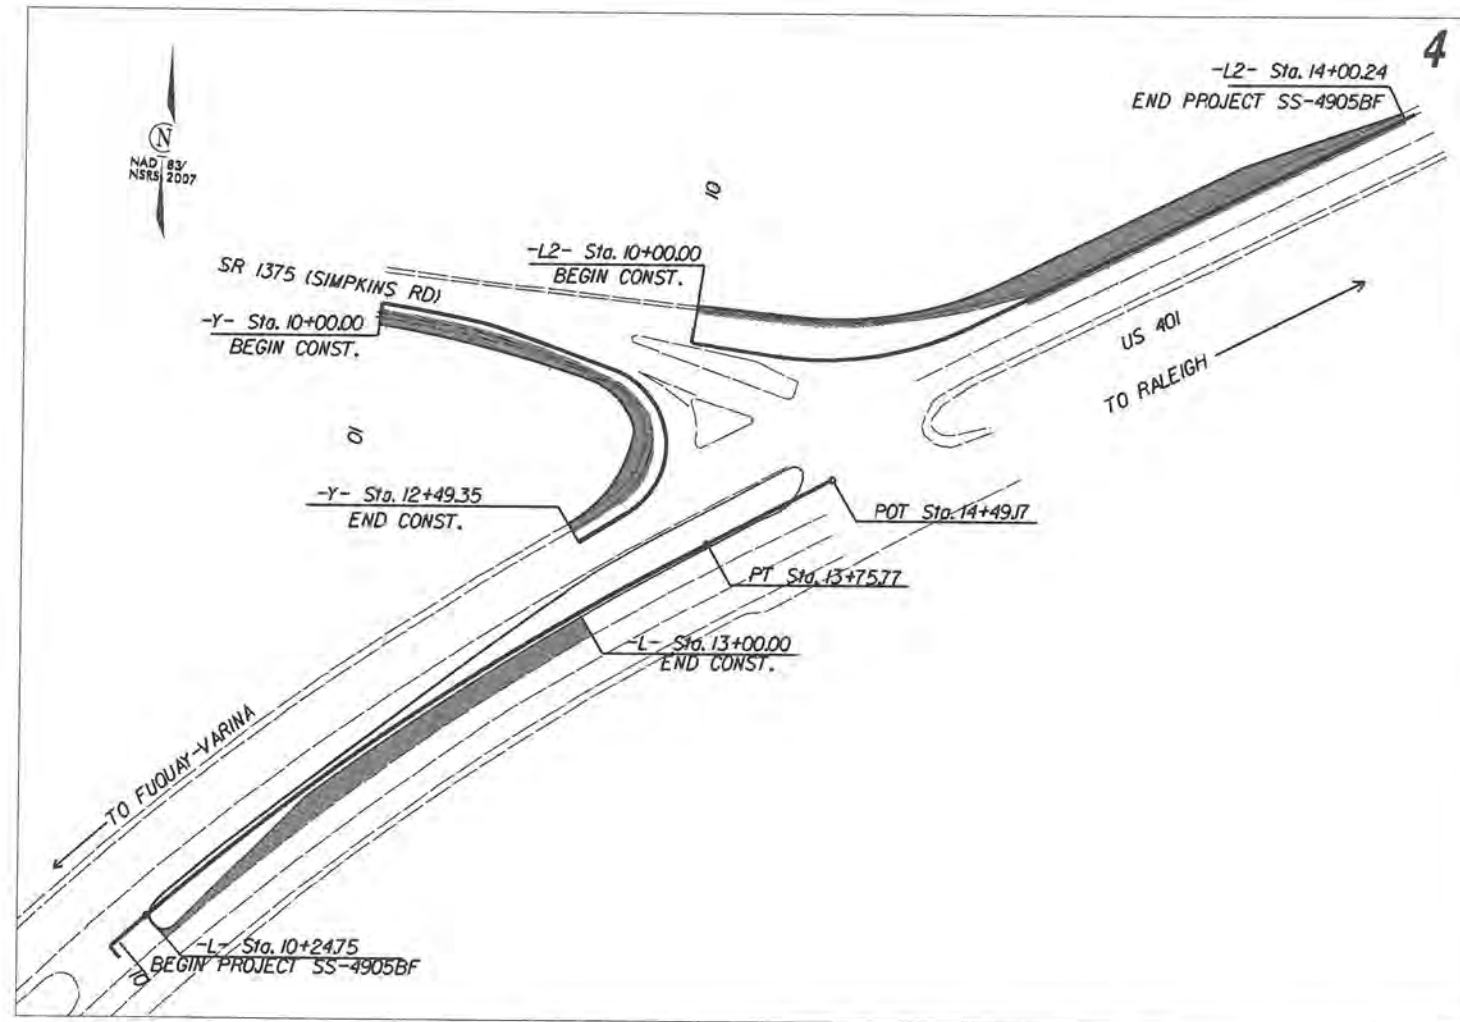 4
-L2- Sta. 14+00.24
END PROJECT SS-4905BF
N
NAD 83/
NSRS 2007
10
-L2- Sta. 10+00.00
BEGIN CONST.
SR 1375 (SIMPKINS RD)
-Y- Sta. 10+00.00
BEGIN CONST.
US 401
TO RALEIGH
10
-Y- Sta. 12+49.35
END CONST.
POT Sta. 14+49.17
PT Sta. 13+75.77
-L- Sta. 13+00.00
END CONST.
TO FUQUAY-VARINA
-L- Sta. 10+24.75
BEGIN PROJECT SS-4905BF
10